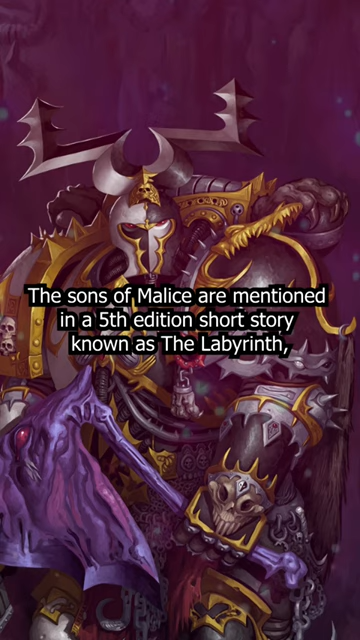 The sons of Malice are mentioned
in a 5th edition short story
known as The Labyrinth,